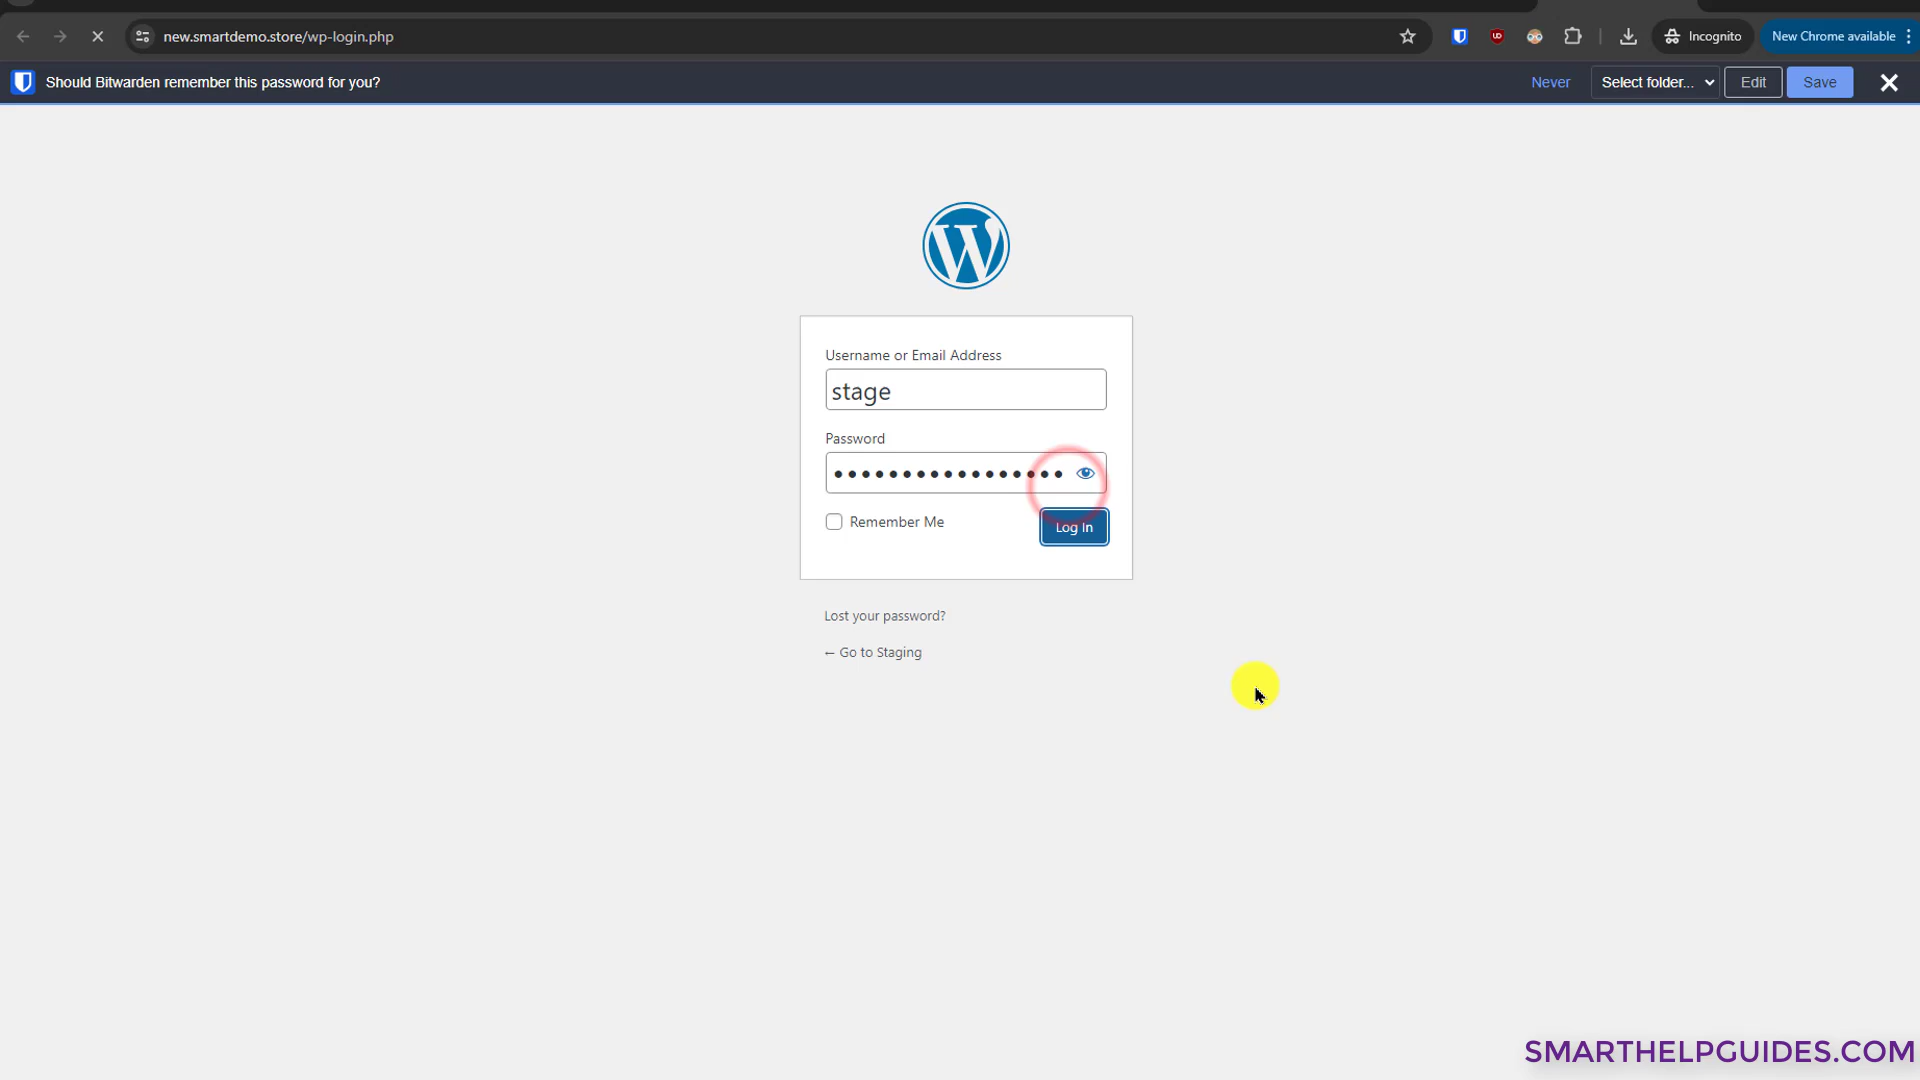 new.smartdemo.store/wp-login.php
Incognito
New Chrome available
Should Bitwarden remember this password for you?
Never
Select folder...
Edit
Save
Username or Email Address
stage
Password
Remember Me
Log In
Lost your password?
← Go to Staging
SMARTHELPGUIDES.COM